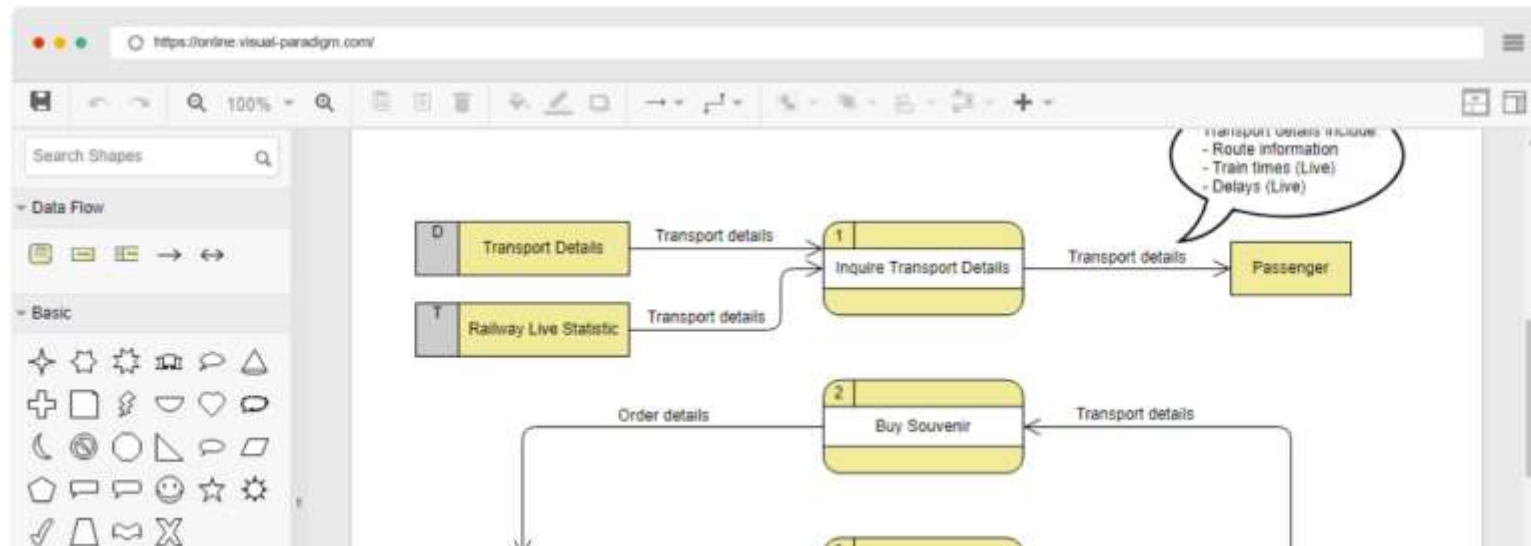 https://online.visual-paradigm.com/
100%
Search Shapes
Data Flow
Basic
Transport details include
- Route information
- Train times (Live)
- Delays (Live)
D
Transport Details
Transport details
1
Inquire Transport Details
Transport details
Passenger
T
Railway Live Statistic
Transport details
2
Buy Souvenir
Order details
Transport details